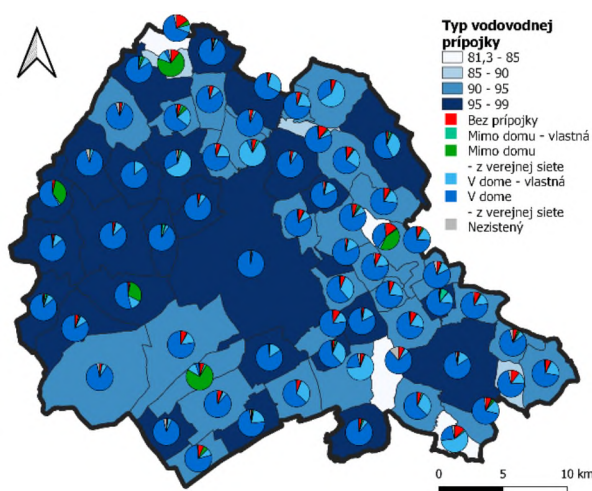 Typ vodovodnej
prípojky
81,3 - 85
85 - 90
90 - 95
95 - 99
Bez prípojky
Mimo domu - vlastná
Mimo domu
- z verejnej siete
V dome - vlastná
V dome
- z verejnej siete
Nezistený
0 5 10 km